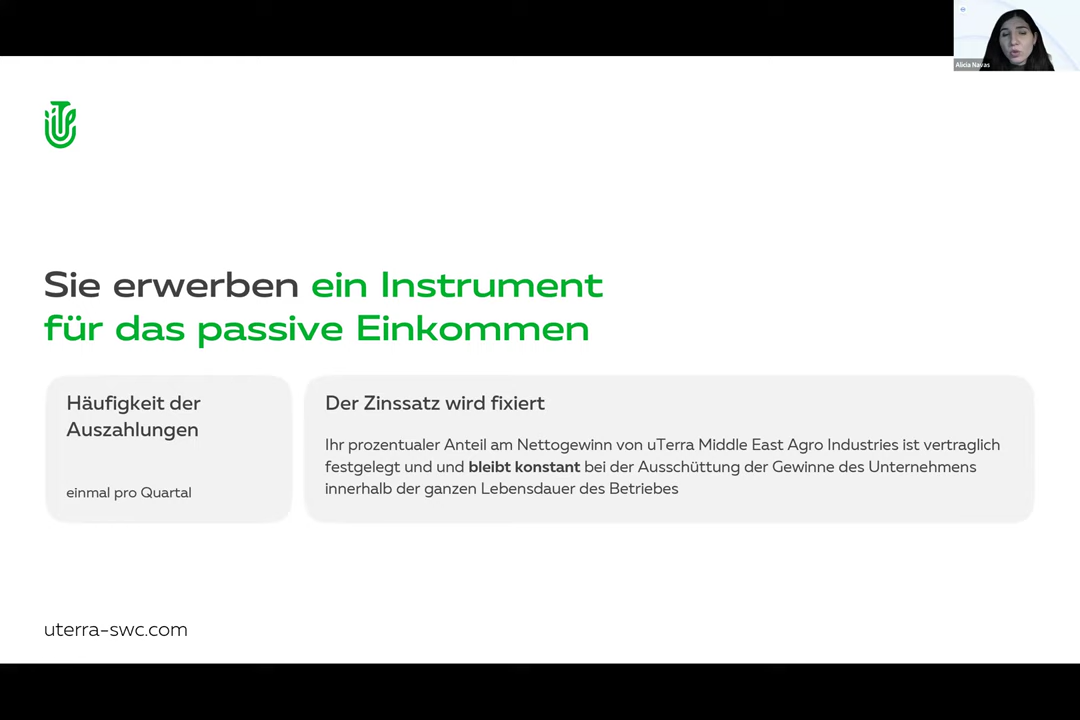 Alicia Navas
Sie erwerben ein Instrument
für das passive Einkommen
Häufigkeit der
Auszahlungen
einmal pro Quartal
Der Zinssatz wird fixiert
Ihr prozentualer Anteil am Nettogewinn von uTerra Middle East Agro Industries ist vertraglich
festgelegt und und bleibt konstant bei der Ausschüttung der Gewinne des Unternehmens
innerhalb der ganzen Lebensdauer des Betriebes
uterra-swc.com